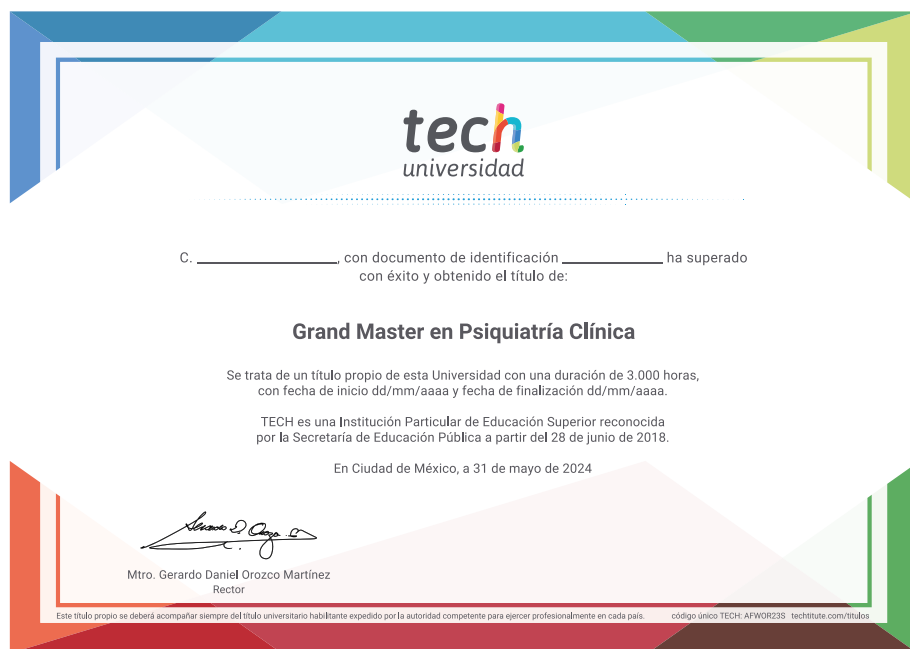 tech
universidad
C. ____________, con documento de identificación ____________ ha superado
con éxito y obtenido el título de:
Grand Master en Psiquiatría Clínica
Se trata de un título propio de esta Universidad con una duración de 3.000 horas,
con fecha de inicio dd/mm/aaaa y fecha de finalización dd/mm/aaaa.
TECH es una Institución Particular de Educación Superior reconocida
por la Secretaría de Educación Pública a partir del 28 de junio de 2018.
En Ciudad de México, a 31 de mayo de 2024
Mtro. Gerardo Daniel Orozco Martínez
Rector
Este título propio se deberá acompañar siempre del título universitario habilitante expedido por la autoridad competente para ejercer profesionalmente en cada país. código único TECH: AFWOR23S techtitute.com/titulos